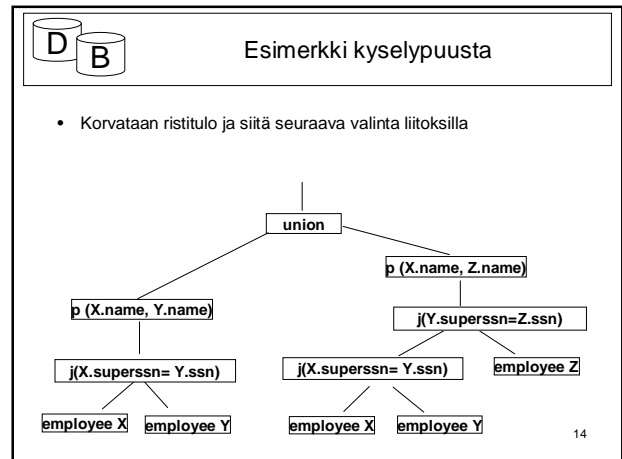 D B
Esimerkki kyselypuusta
• Korvataan ristitulo ja siitä seuraava valinta liitoksilla
union
p (X.name, Z.name)
p (X.name, Y.name)
j(Y.superssn=Z.ssn)
j(X.superssn= Y.ssn)
j(X.superssn= Y.ssn)
employee Z
employee X
employee Y
employee X
employee Y
14